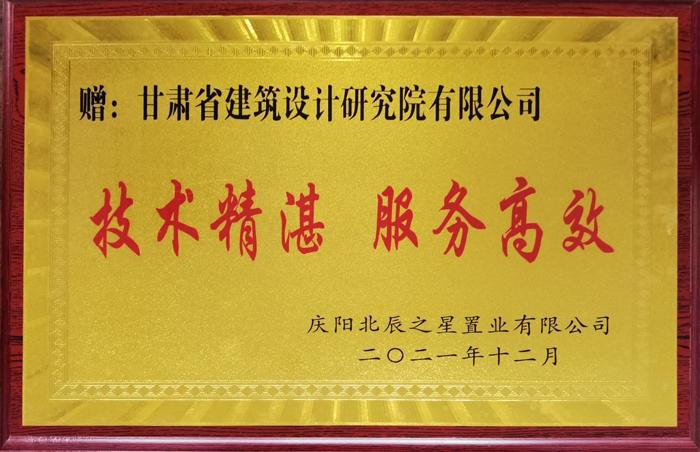 赠：甘肃省建筑设计研究院有限公司
技术精湛 服务高效
庆阳北辰之星置业有限公司
二〇二一年十二月